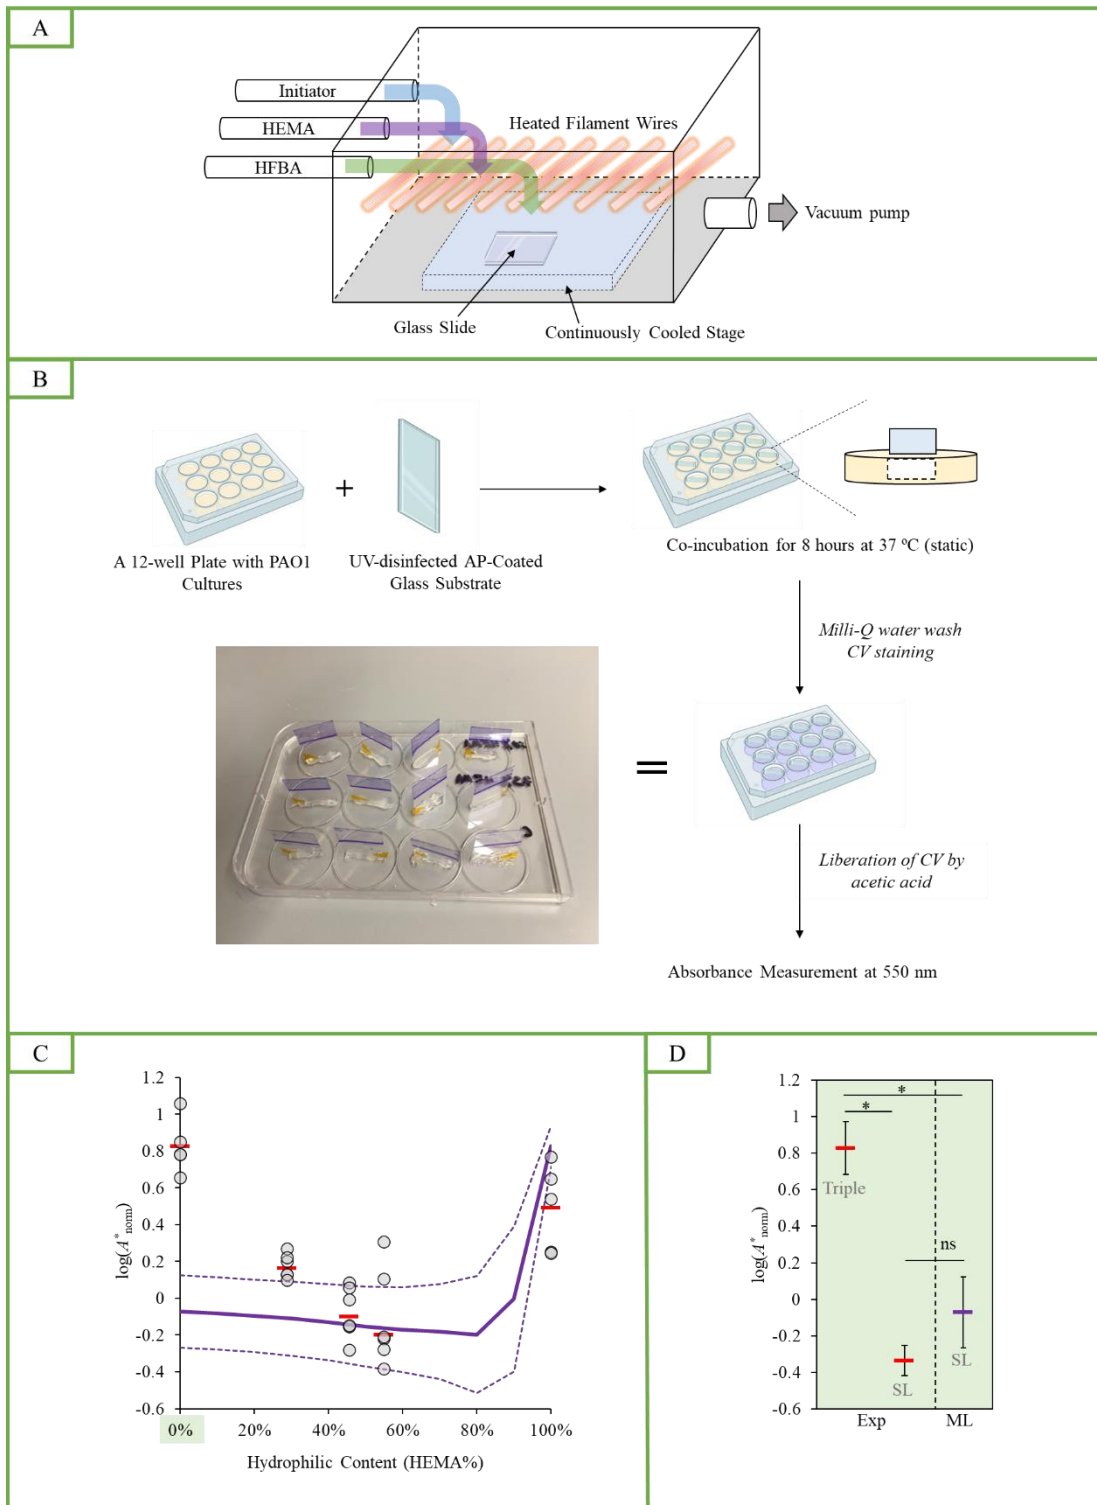 A
Initiator
HEMA
HFBA
Heated Filament Wires
Vacuum pump
Glass Slide
Continuously Cooled Stage
B
+
A 12-well Plate with PAO1
Cultures
UV-disinfected AP-Coated
Glass Substrate
Co-incubation for 8 hours at 37 ºC (static)
Milli-Q water wash
CV staining
=
Liberation of CV by
acetic acid
Absorbance Measurement at 550 nm
C
1.2
1
0.8
0.6
0.4
0.2
0
-0.2
-0.4
-0.6
log(A*norm)
0%
20%
40%
60%
80%
100%
Hydrophilic Content (HEMA%)
D
1.2
1
0.8
0.6
0.4
0.2
0
-0.2
-0.4
-0.6
log(A*norm)
*
*
Triple
ns
SL
SL
Exp
ML